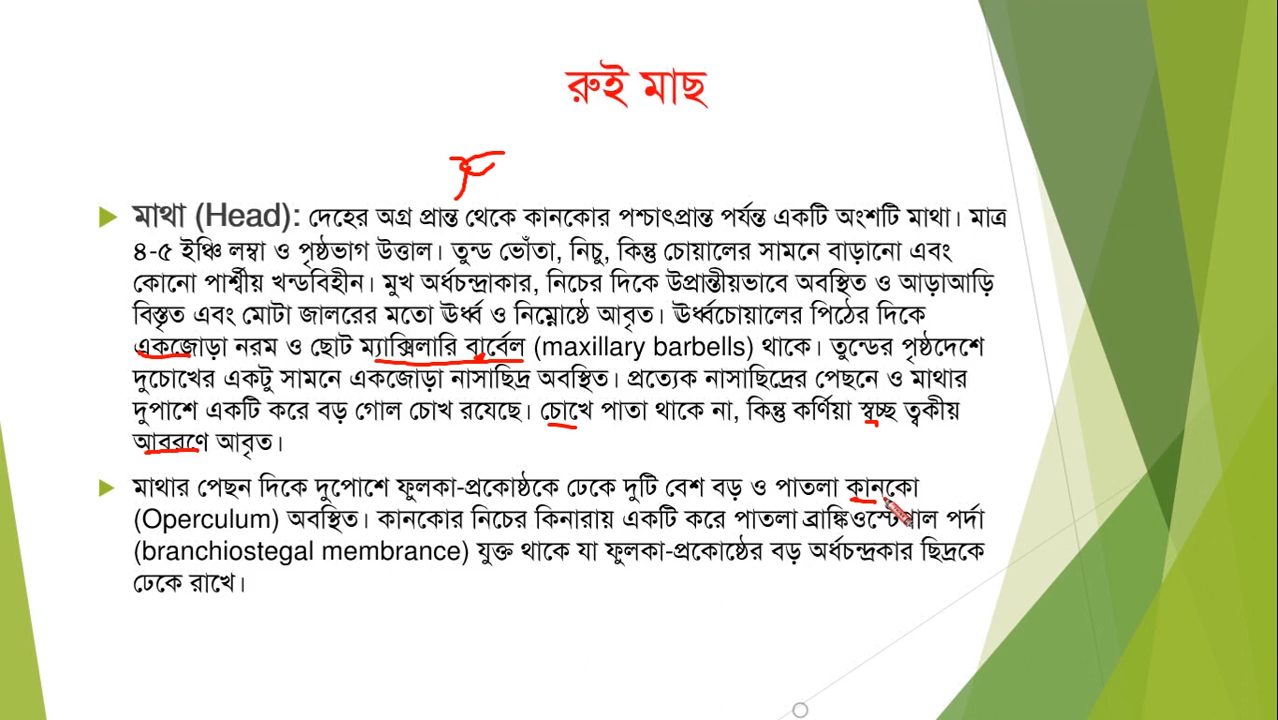 রুই মাছ
মাথা (Head): দেহের অগ্র প্রান্ত থেকে কানকোর পশ্চাৎপ্রান্ত পর্যন্ত একটি অংশটি মাথা। মাত্র
৪-৫ ইঞ্চি লম্বা ও পৃষ্ঠভাগ উত্তাল। তুন্ড ভোঁতা, নিচু, কিন্তু চোয়ালের সামনে বাড়ানো এবং
কোনো পার্শ্বীয় খন্ডবিহীন। মুখ অর্ধচন্দ্রাকার, নিচের দিকে উপ্রান্তীয়ভাবে অবস্থিত ও আড়াআড়ি
বিস্তৃত এবং মোটা জালরের মতো ঊর্ধ্ব ও নিম্নোষ্ঠে আবৃত। ঊর্ধ্বচোয়ালের পিঠের দিকে
একজোড়া নরম ও ছোট ম্যাক্সিলারি বার্বেল (maxillary barbells) থাকে। তুন্ডের পৃষ্ঠদেশে
দুচোখের একটু সামনে একজোড়া নাসাছিদ্র অবস্থিত। প্রত্যেক নাসাছিদ্রের পেছনে ও মাথার
দুপাশে একটি করে বড় গোল চোখ রযেছে। চোখে পাতা থাকে না, কিন্তু কর্ণিয়া স্বচ্ছ ত্বকীয়
আবরণে আবৃত।
মাথার পেছন দিকে দুপোশে ফুলকা-প্রকোষ্ঠকে ঢেকে দুটি বেশ বড় ও পাতলা কানকো
(Operculum) অবস্থিত। কানকোর নিচের কিনারায় একটি করে পাতলা ব্রাঙ্কিওস্টেগাল পর্দা
(branchiostegal membrance) যুক্ত থাকে যা ফুলকা-প্রকোষ্ঠের বড় অর্ধচন্দ্রকার ছিদ্রকে
ঢেকে রাখে।